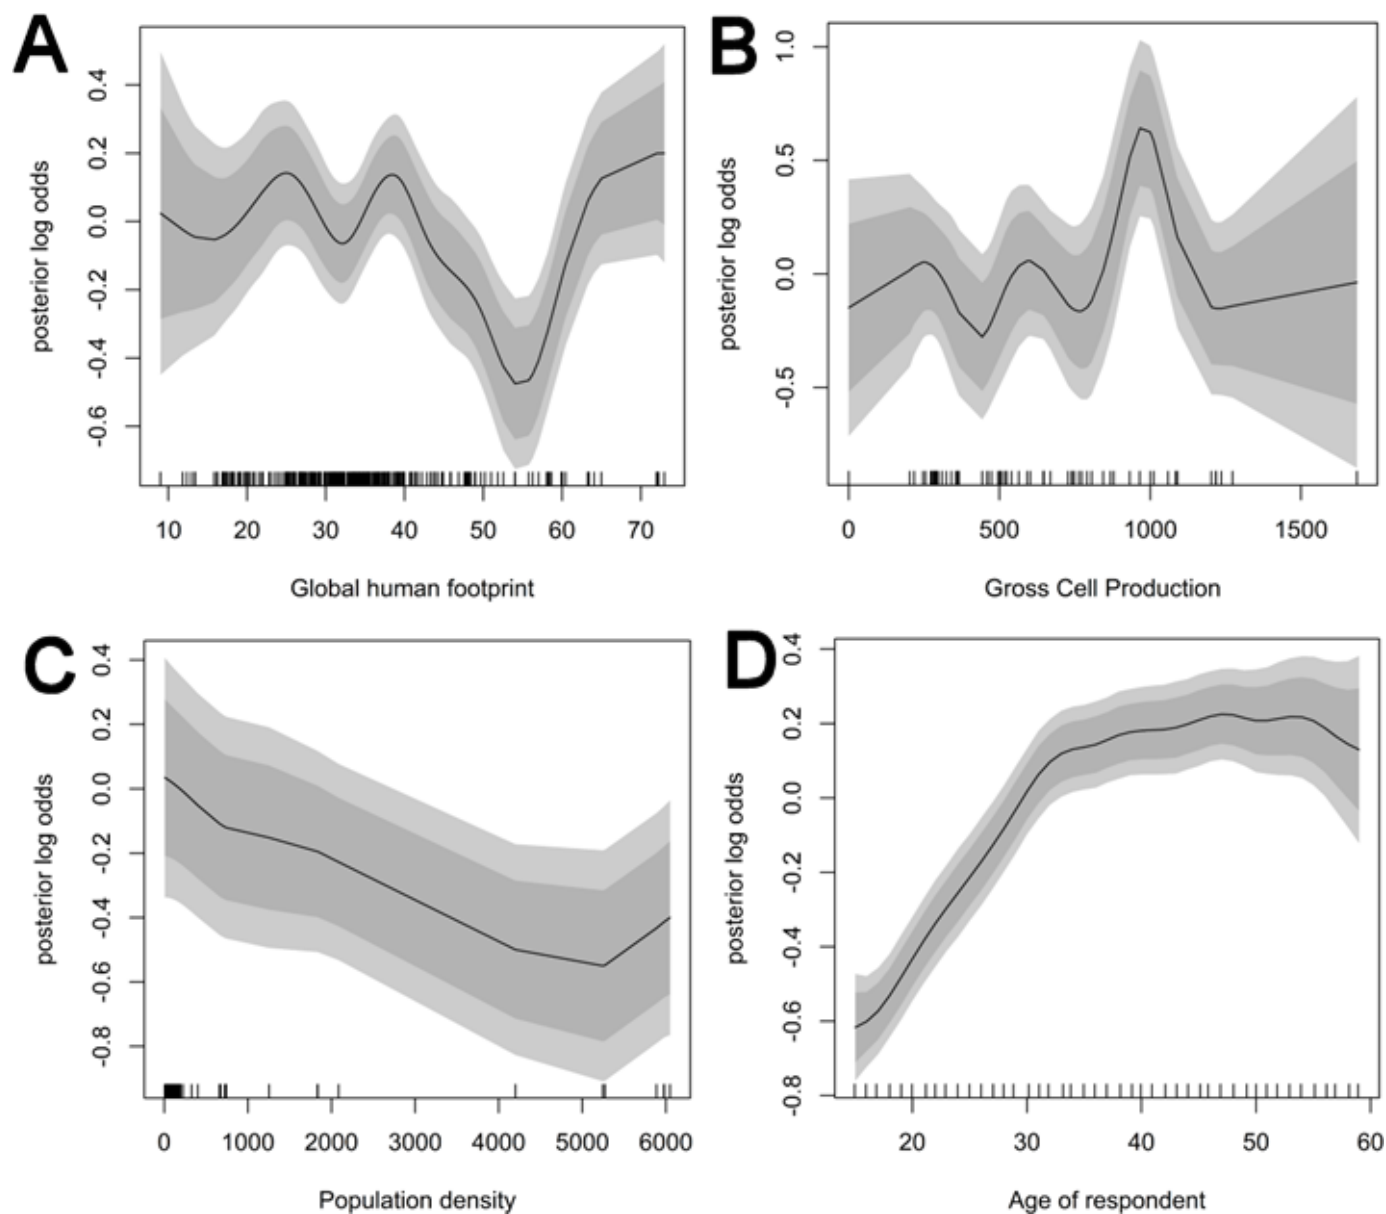 A
posterior log odds
0.4
0.2
0.0
-0.2
-0.4
-0.6
10 20 30 40 50 60 70
Global human footprint
B
posterior log odds
1.0
0.5
0.0
-0.5
0 500 1000 1500
Gross Cell Production
C
posterior log odds
0.4
0.2
0.0
-0.2
-0.4
-0.6
-0.8
0 1000 2000 3000 4000 5000 6000
Population density
D
posterior log odds
0.4
0.2
0.0
-0.2
-0.4
-0.6
-0.8
20 30 40 50 60
Age of respondent